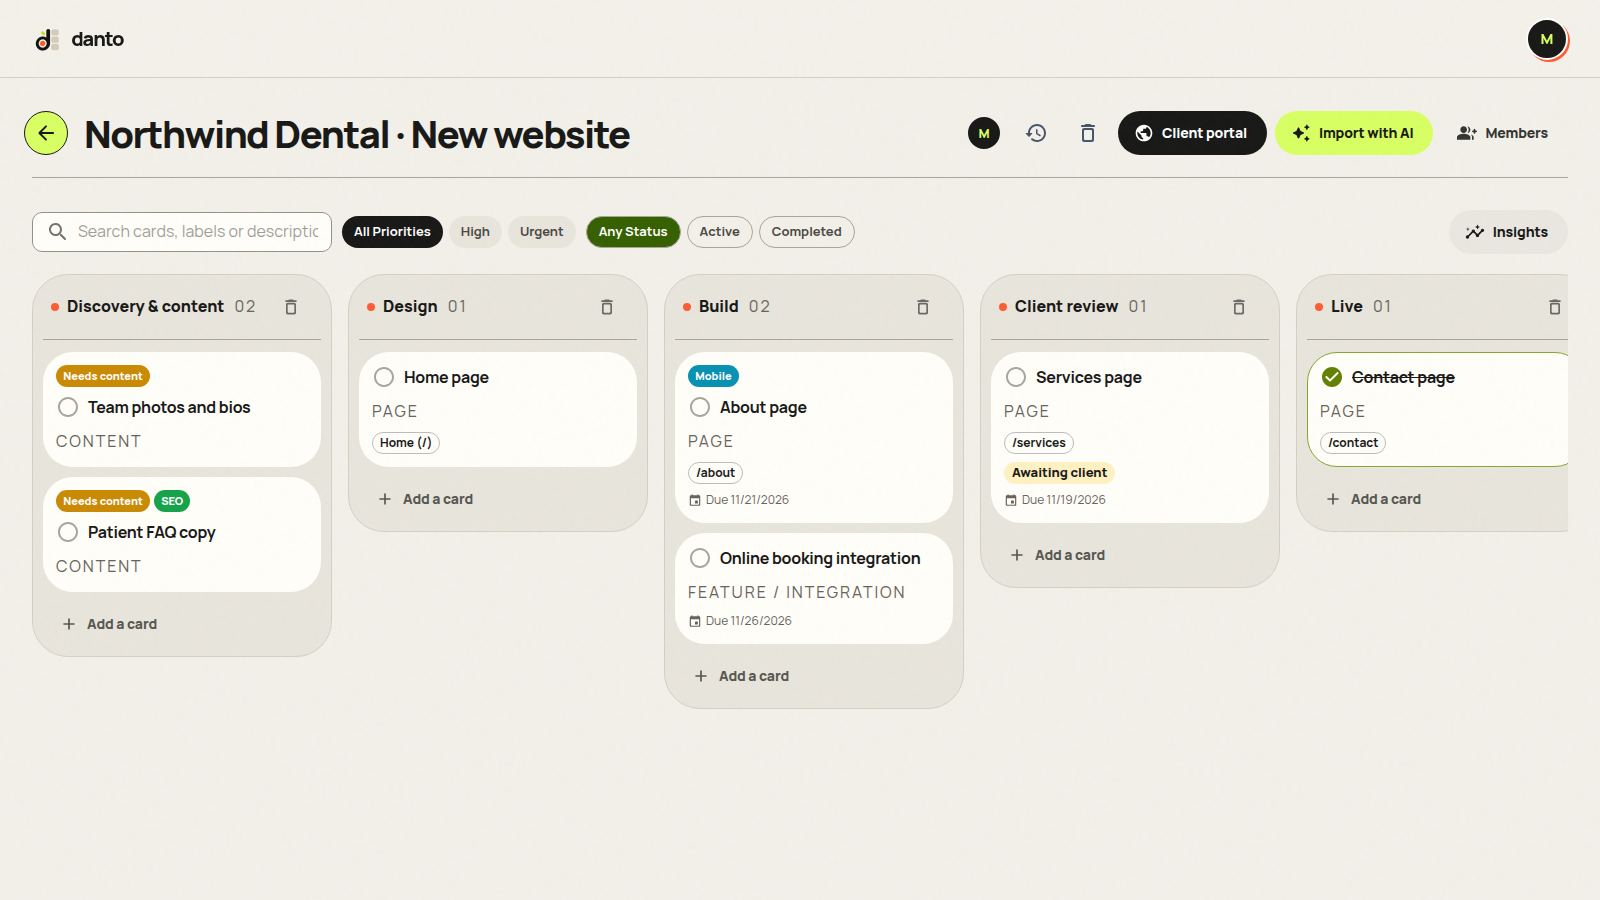 danto
M
Northwind Dental · New website
M
Client portal
Import with AI
Members
Search cards, labels or descriptic
All Priorities
High
Urgent
Any Status
Active
Completed
Insights
Discovery & content 02
Needs content
Team photos and bios
CONTENT
Needs content SEO
Patient FAQ copy
CONTENT
Add a card
Design 01
Home page
PAGE
Home (/)
Add a card
Build 02
Mobile
About page
PAGE
/about
Due 11/21/2026
Online booking integration
FEATURE / INTEGRATION
Due 11/26/2026
Add a card
Client review 01
Services page
PAGE
/services
Awaiting client
Due 11/19/2026
Add a card
Live 01
Contact page
PAGE
/contact
Add a card